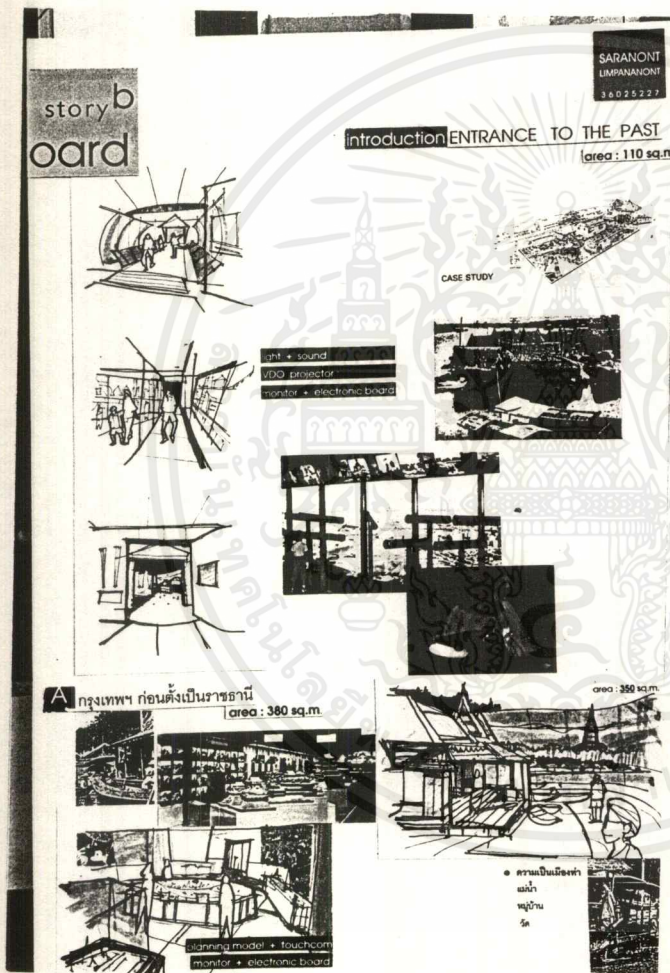 SARANONT
LIMPANANONT
36025227
story b
oard
introduction ENTRANCE TO THE PAST
area : 110 sq.m
CASE STUDY
light + sound
VDO projector
monitor + electronic board
A กรุงเทพฯ ก่อนตั้งเป็นราชธานี
area : 380 sq.m.
area : 350 sq.m.
planning model + touchcom
monitor + electronic board
ความเป็นเมืองท่า
แม่น้ำ
หมู่บ้าน
วัด